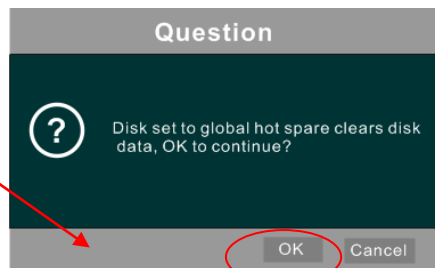 Question
?
Disk set to global hot spare clears disk
data, OK to continue?
OK Cancel